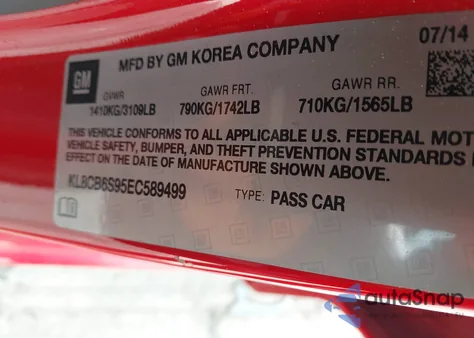 MFD BY GM KOREA COMPANY 07/14
GM
GVWR GAWR FRT. GAWR RR.
1410KG/3109LB 790KG/1742LB 710KG/1565LB
THIS VEHICLE CONFORMS TO ALL APPLICABLE U.S. FEDERAL MOT
VEHICLE SAFETY, BUMPER, AND THEFT PREVENTION STANDARDS
EFFECT ON THE DATE OF MANUFACTURE SHOWN ABOVE.
KL8CB6S95EC589499 TYPE: PASS CAR
autoSnap